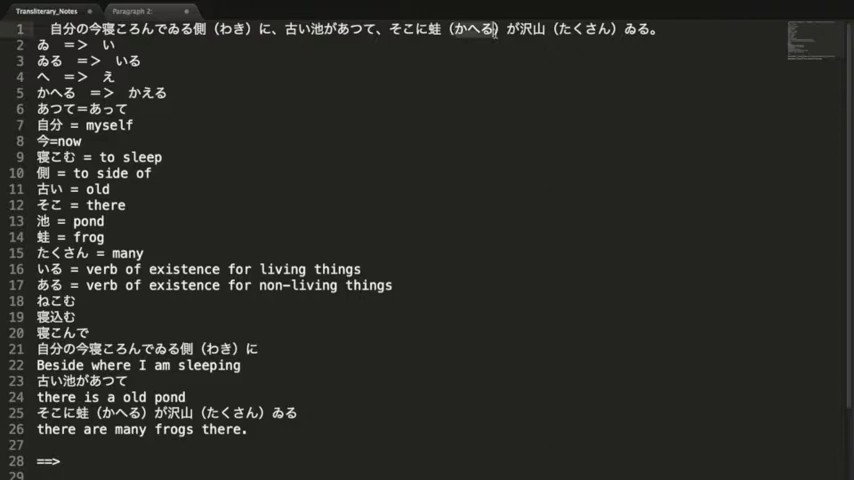 Transliterary_Notes
Paragraph 2:
1 自分の今寝ころんでゐる側（わき）に、古い池があつて、そこに蛙（かへる）が沢山（たくさん）ゐる。
2 ゐ　=>　い
3 ゐる　=>　いる
4 へ　=>　え
5 かへる　=>　かえる
6 あつて＝あって
7 自分 = myself
8 今=now
9 寝こむ = to sleep
10 側 = to side of
11 古い = old
12 そこ = there
13 池 = pond
14 蛙 = frog
15 たくさん = many
16 いる = verb of existence for living things
17 ある = verb of existence for non-living things
18 ねこむ
19 寝込む
20 寝こんで
21 自分の今寝ころんでゐる側（わき）に
22 Beside where I am sleeping
23 古い池があつて
24 there is a old pond
25 そこに蛙（かへる）が沢山（たくさん）ゐる
26 there are many frogs there.
27
28 ==>
29